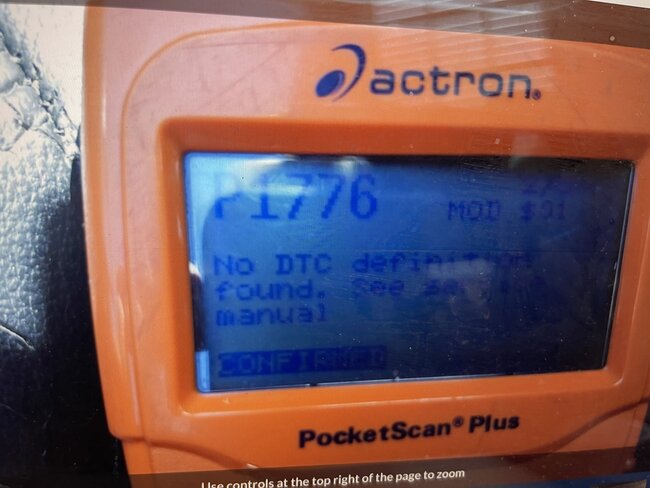 actron®
P1776
MOD $01
No DTC definition
found. See service
manual
CONFIRMED
PocketScan® Plus
Use controls at the top right of the page to zoom